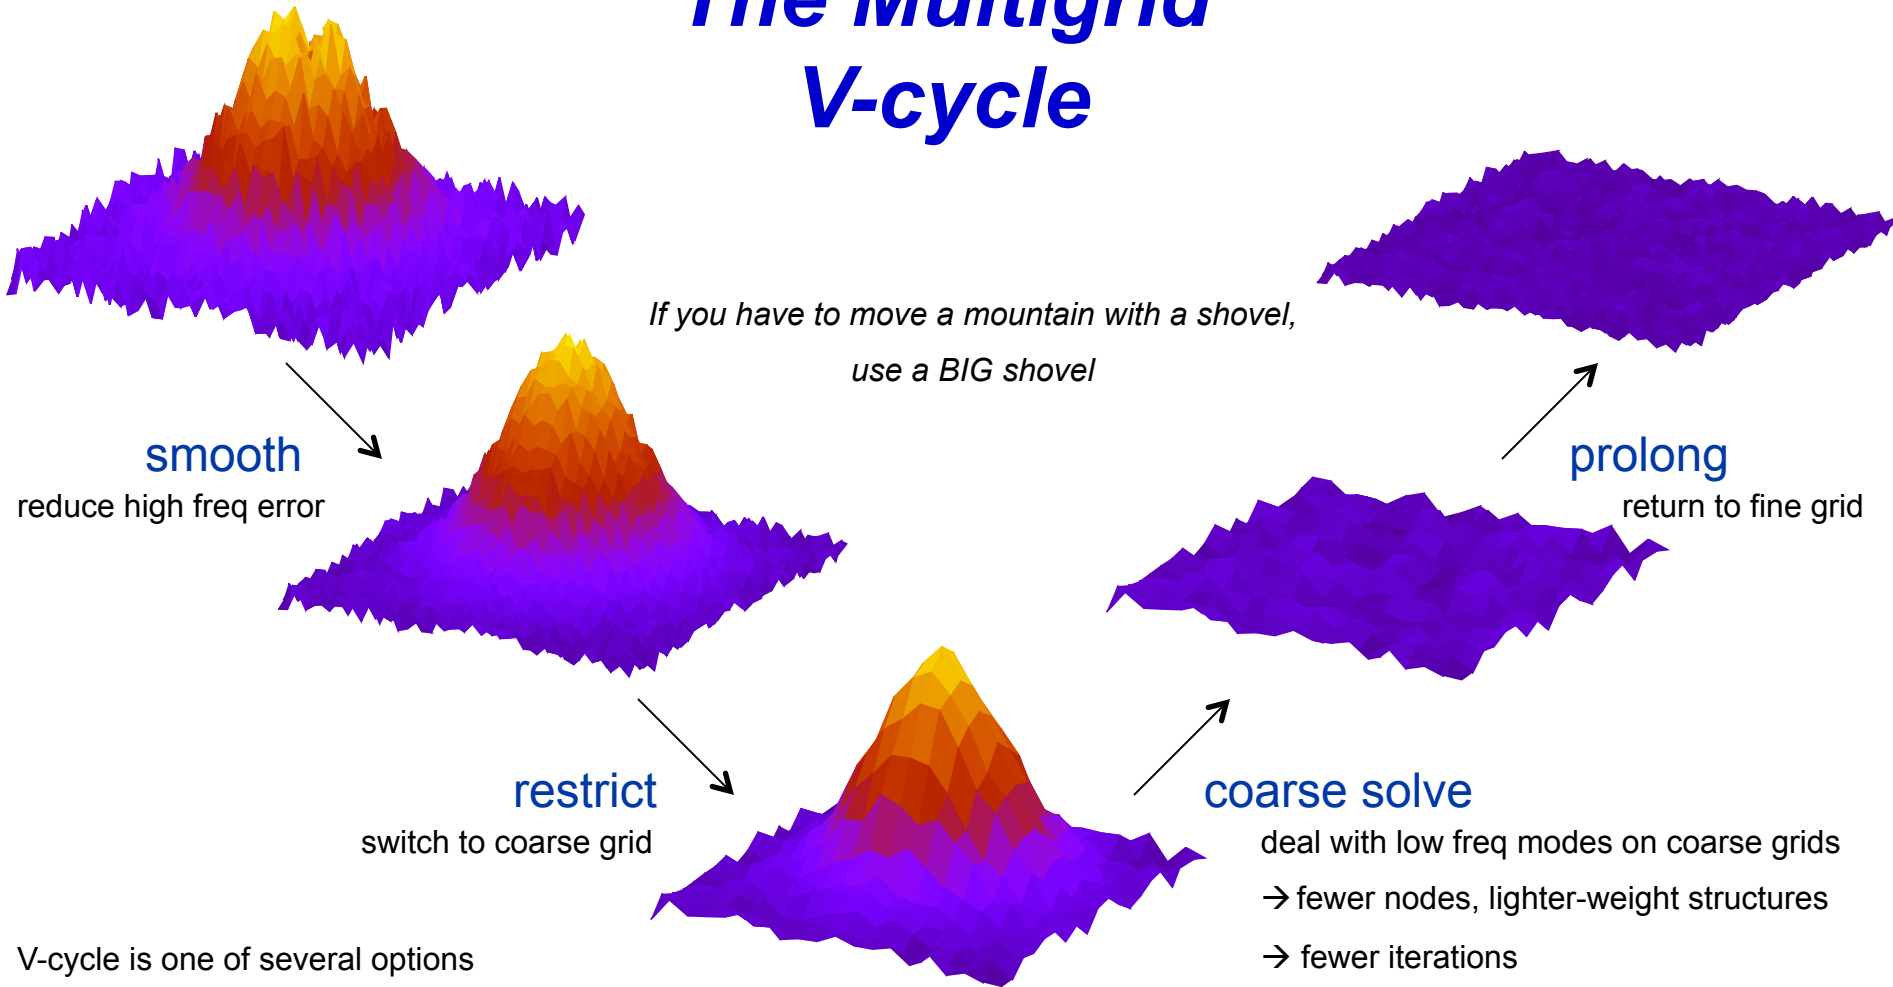 The Multigrid
V-cycle
If you have to move a mountain with a shovel,
use a BIG shovel
smooth
reduce high freq error
prolong
return to fine grid
restrict
switch to coarse grid
coarse solve
deal with low freq modes on coarse grids
→ fewer nodes, lighter-weight structures
→ fewer iterations
V-cycle is one of several options